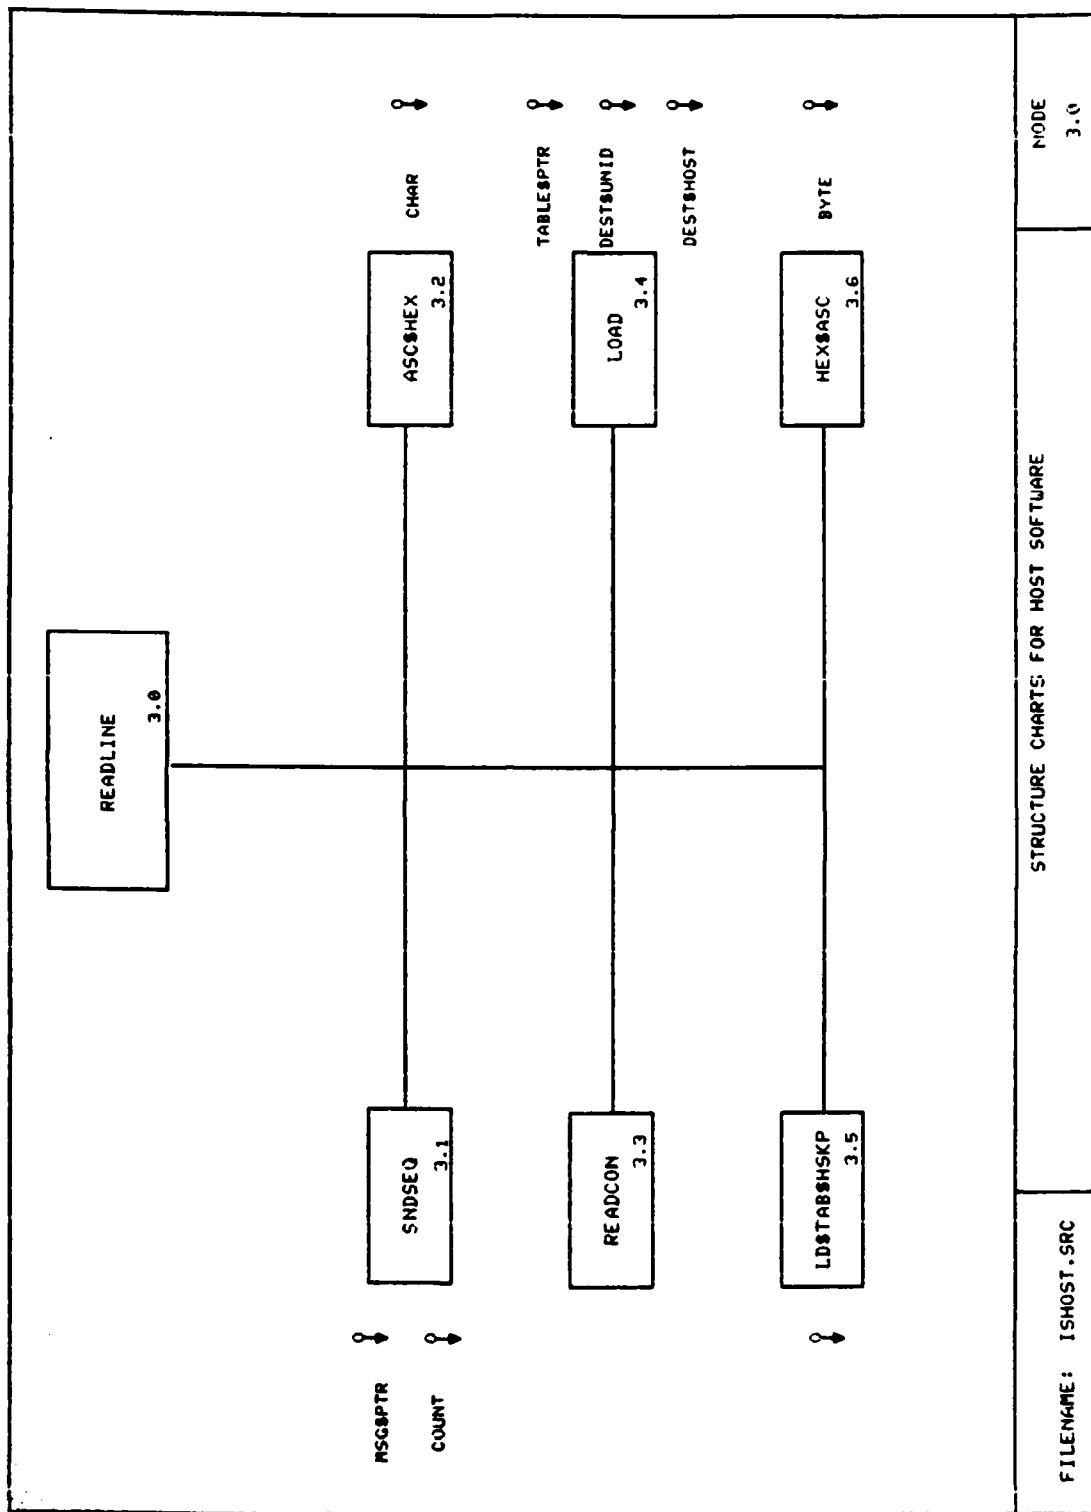 READLINE
3.0
MSG$PTR
COUNT
SNDSEQ
3.1
ASC$HEX
3.2
CHAR
READCON
3.3
LOAD
3.4
TABLE$PTR
DEST$UNID
DEST$HOST
LD$TAB$HSKP
3.5
HEX$ASC
3.6
BYTE
FILENAME: ISHOST.SRC
STRUCTURE CHARTS FOR HOST SOFTWARE
NODE
3.0